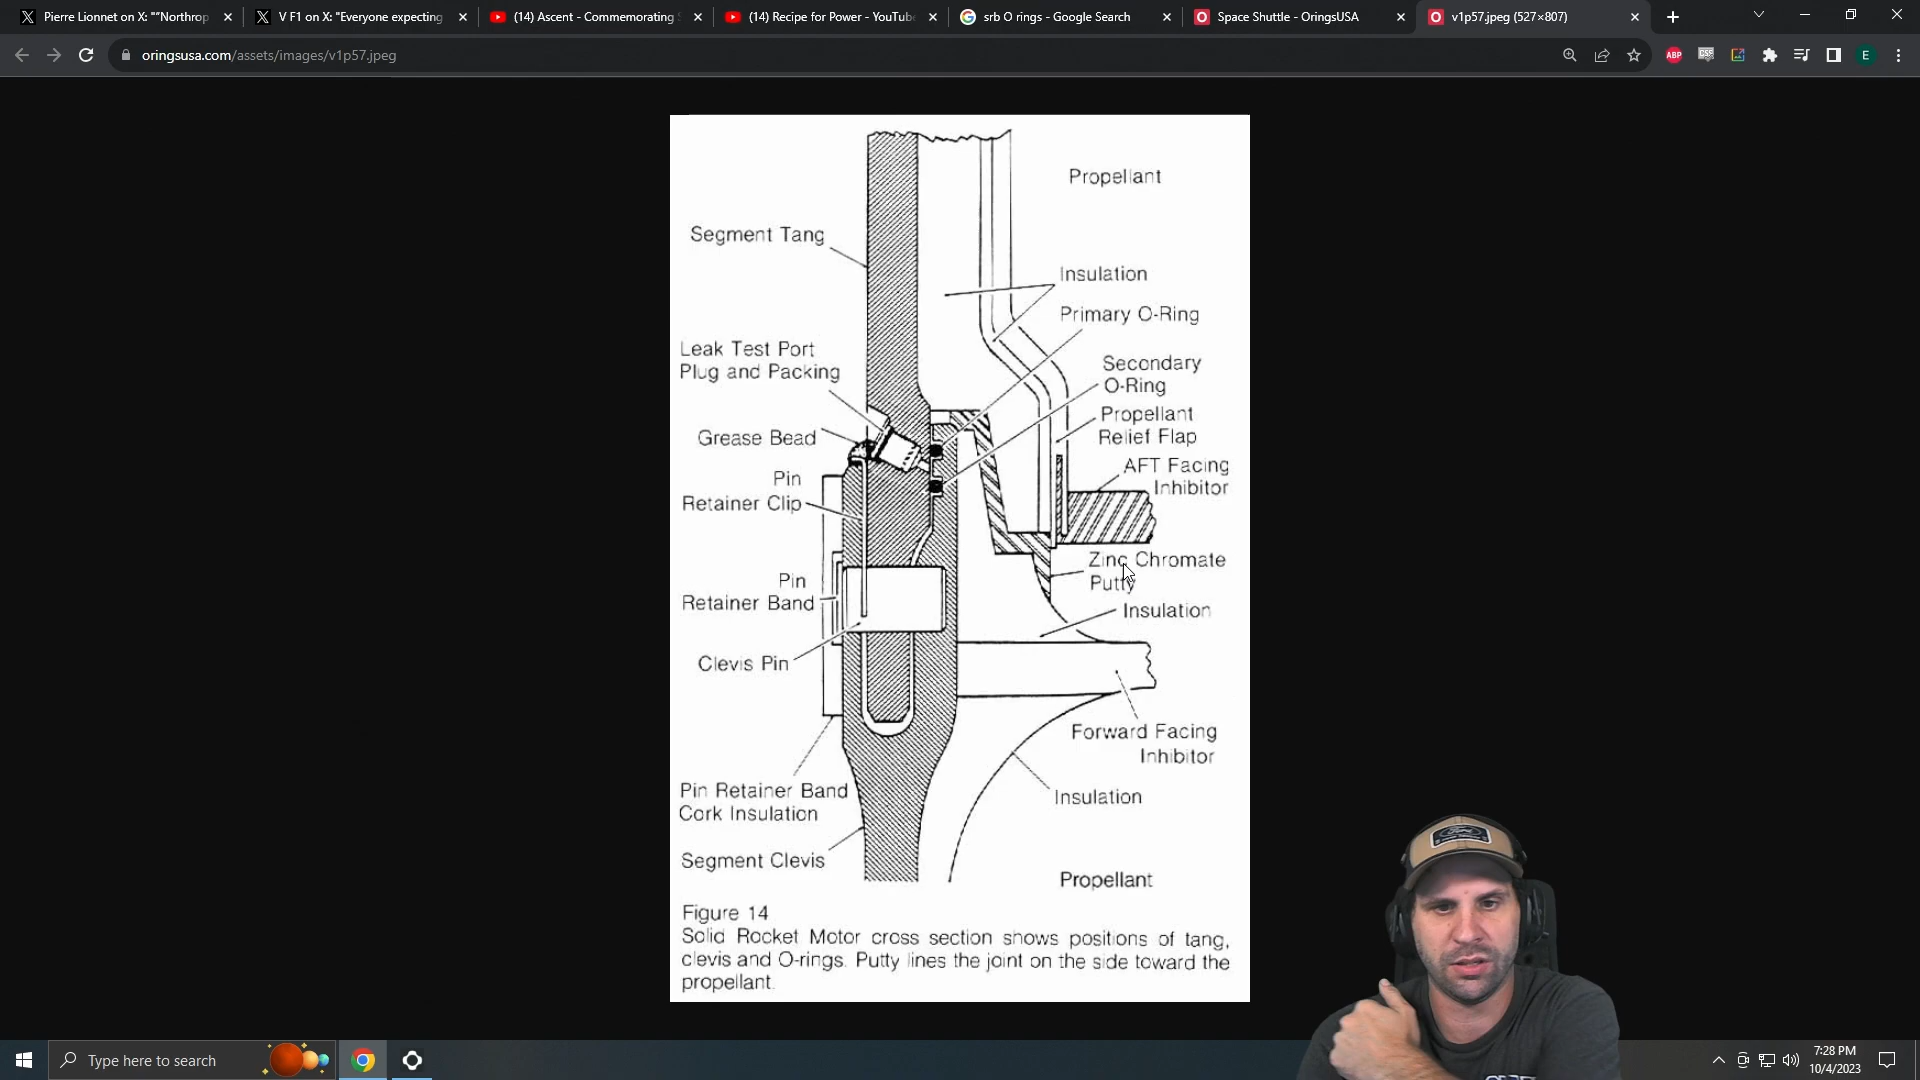 Pierre Lionnet on X: "“Northrop
V F1 on X: "Everyone expecting
(14) Ascent - Commemorating S
(14) Recipe for Power - YouTube
srb O rings - Google Search
Space Shuttle - OringsUSA
v1p57.jpeg (527×807)
oringsusa.com/assets/images/v1p57.jpeg
ABP
CSS
E
Propellant
Segment Tang
Insulation
Primary O-Ring
Leak Test Port
Plug and Packing
Secondary
O-Ring
Propellant
Relief Flap
Grease Bead
AFT Facing
Inhibitor
Pin
Retainer Clip
Zinc Chromate
Putty
Pin
Retainer Band
Insulation
Clevis Pin
Forward Facing
Inhibitor
Pin Retainer Band
Cork Insulation
Insulation
Segment Clevis
Propellant
Figure 14
Solid Rocket Motor cross section shows positions of tang,
clevis and O-rings. Putty lines the joint on the side toward the
propellant.
Ford
Type here to search
7:28 PM
10/4/2023